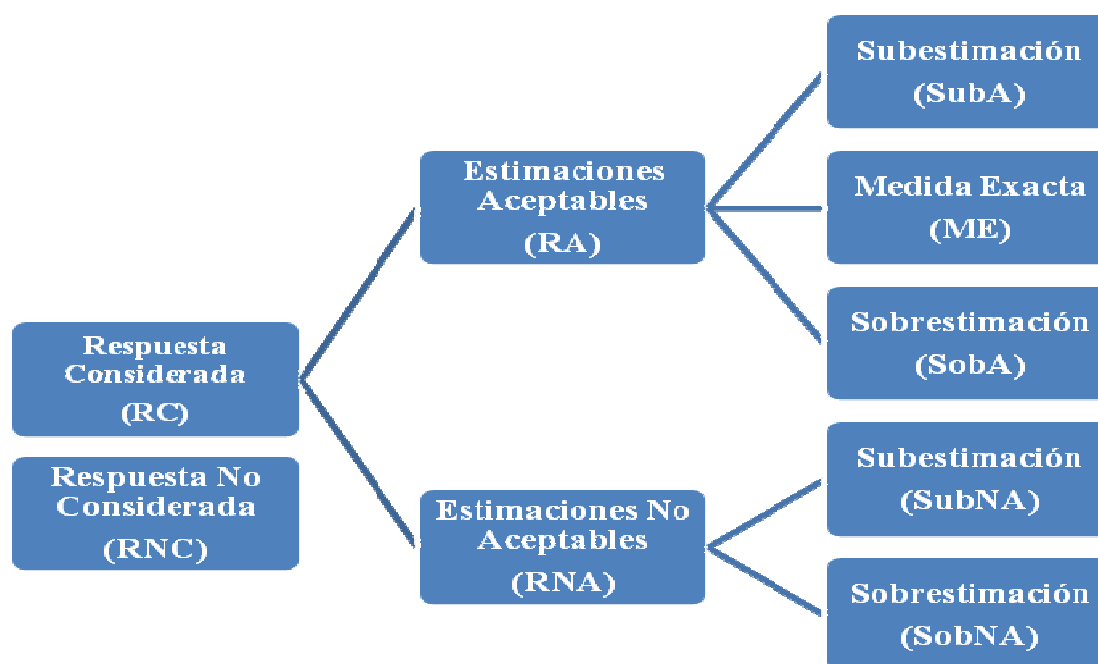 Respuesta
Considerada
(RC)
Respuesta No
Considerada
(RNC)
Estimaciones
Aceptables
(RA)
Estimaciones No
Aceptables
(RNA)
Subestimación
(SubA)
Medida Exacta
(ME)
Sobrestimación
(SobA)
Subestimación
(SubNA)
Sobrestimación
(SobNA)